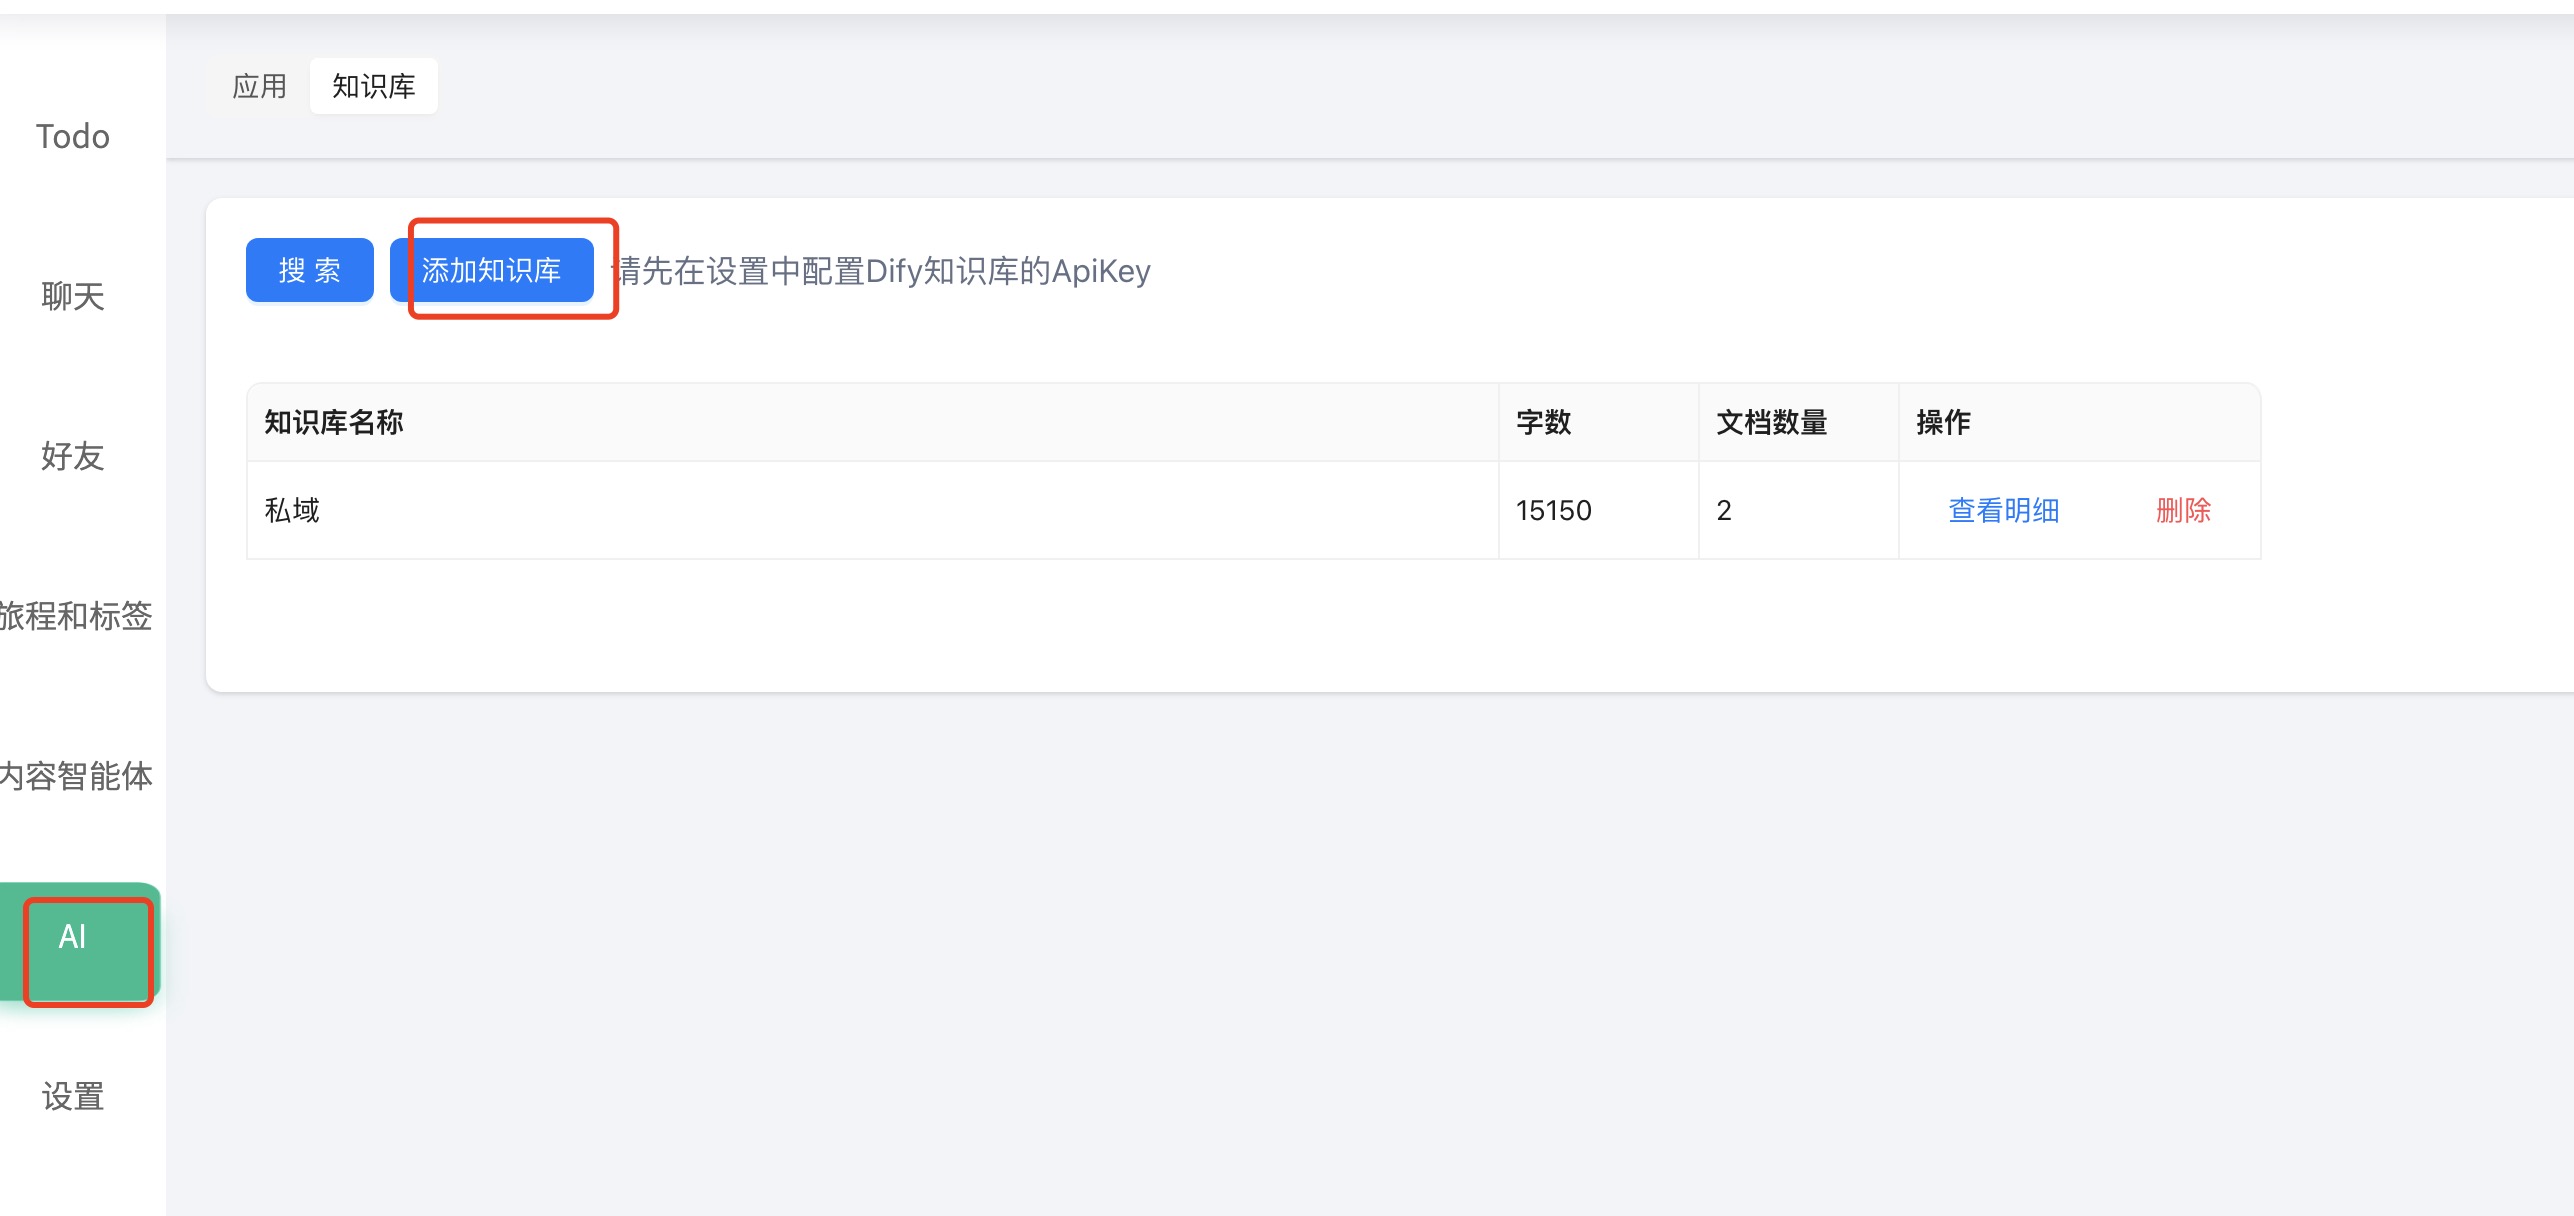 应用 知识库
Todo
聊天
好友
旅程和标签
内容智能体
AI
设置
搜 索 添加知识库 请先在设置中配置Dify知识库的ApiKey
知识库名称 字数 文档数量 操作
私域 15150 2 查看明细 删除